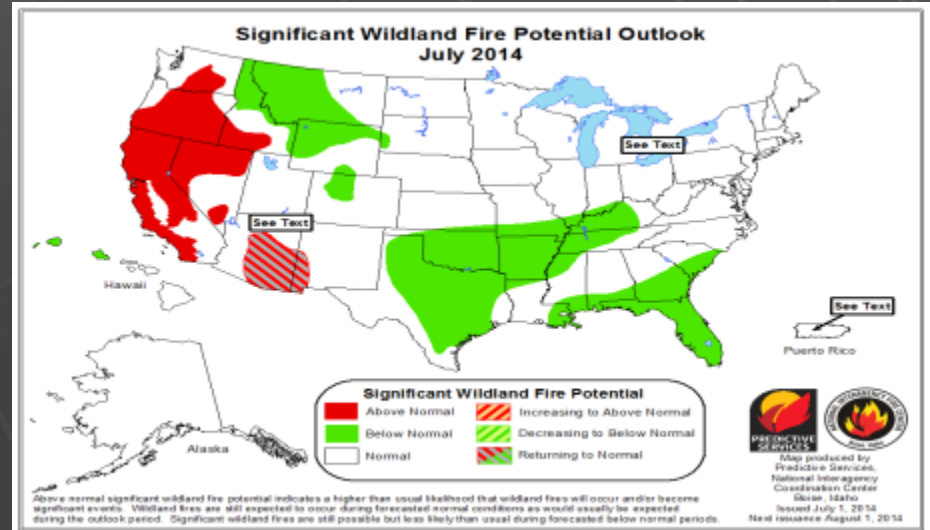 Significant Wildland Fire Potential Outlook
July 2014
See Text
See Text
Hawaii
See Text
Puerto Rico
Alaska
Significant Wildland Fire Potential
Above Normal
Increasing to Above Normal
Below Normal
Decreasing to Below Normal
Normal
Returning to Normal
PREDICTIVE
SERVICES
NATIONAL INTERAGENCY FIRE CENTER
Map produced by
Predictive Services,
National Interagency
Coordination Center
Boise, Idaho
Issued July 1, 2014
Next issuance August 1, 2014
Above normal significant wildland fire potential indicates a higher than usual likelihood that wildland fires will occur and/or become
significant events. Wildland fires are still expected to occur during forecasted normal conditions as would usually be expected
during the outlook period. Significant wildland fires are still possible but less likely than usual during forecasted below normal periods.